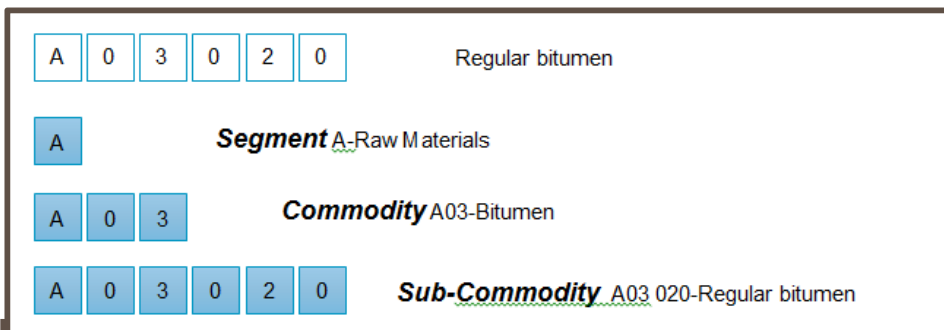 A 0 3 0 2 0 Regular bitumen
A Segment A-Raw Materials
A 0 3 Commodity A03-Bitumen
A 0 3 0 2 0 Sub-Commodity A03 020-Regular bitumen